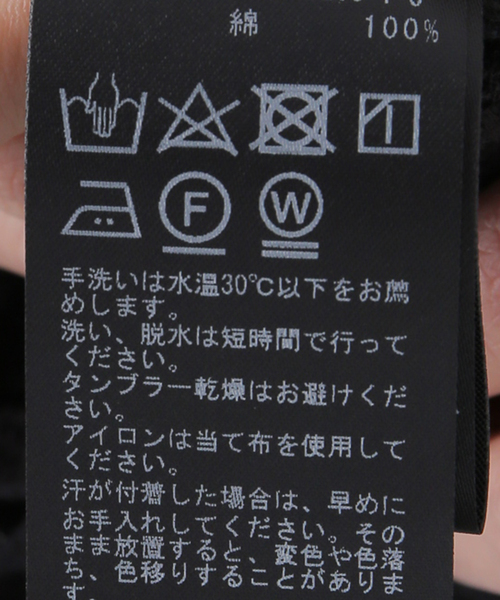 綿 100%
F W
手洗いは水温30℃以下をお薦
めします。
洗い、脱水は短時間で行って
ください。
タンブラー乾燥はお避けくだ
さい。
アイロンは当て布を使用して
ください。
汗が付着した場合は、早めに
お手入れしてください。その
まま放置すると、変色や色落
ち、色移りすることがありま
す。